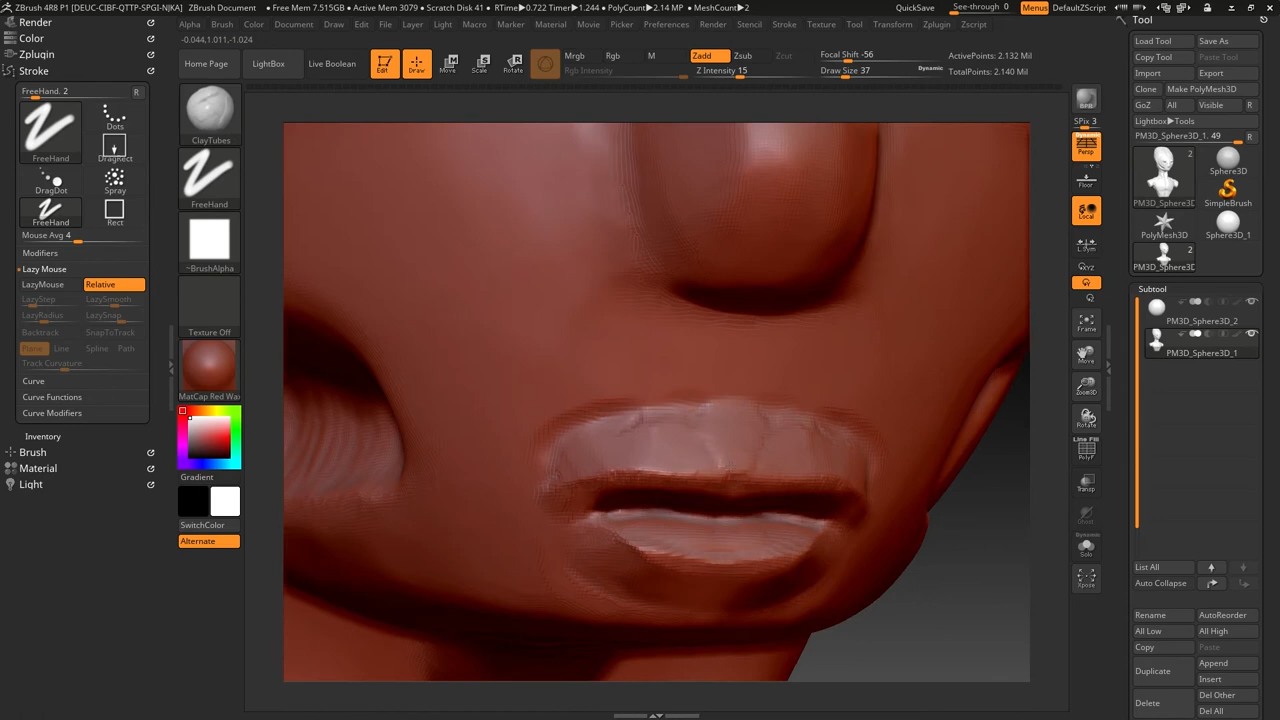 ZBrush 4R8 P1 [DEUC-CIBF-QTTP-SPGI-NJKA] ZBrush Document • Free Mem 7.515GB • Active Mem 3079 • Scratch Disk 41 • RTime▶0.722 Timer▶1.244 • PolyCount▶2.14 MP • MeshCount▶2 QuickSave See-through 0 Menus DefaultZScript
Render
Color
Zplugin
Stroke
FreeHand. 2 R
FreeHand
Dots
DragRect
DragDot
Spray
FreeHand
Rect
Mouse Avg 4
Modifiers
Lazy Mouse
LazyMouse Relative
LazyStep LazySmooth
LazyRadius LazySnap
Backtrack SnapToTrack
Plane Line Spline Path
Track Curvature
Curve
Curve Functions
Curve Modifiers
Inventory
Brush
Material
Light
Alpha Brush Color Document Draw Edit File Layer Light Macro Marker Material Movie Picker Preferences Render Stencil Stroke Texture Tool Transform Zplugin Zscript
-0.044,1.011,-1.024
Home Page LightBox Live Boolean Edit Draw Move Scale Rotate
Mrgb Rgb M Zadd Zsub Zcut
Rgb Intensity Z Intensity 15
Focal Shift -56
Draw Size 37 Dynamic
ActivePoints: 2.132 Mil
TotalPoints: 2.140 Mil
ClayTubes
FreeHand
~BrushAlpha
Texture Off
MatCap Red Wax
Gradient
SwitchColor
Alternate
BPR
SPix 3
Dynamic
Persp
Floor
Local
L.Sym
XYZ
Frame
Move
Zoom3D
Rotate
Line Fill
PolyF
Transp
Ghost
Dynamic
Solo
Xpose
Tool
Load Tool Save As
Copy Tool Paste Tool
Import Export
Clone Make PolyMesh3D
GoZ All Visible R
Lightbox▶Tools
PM3D_Sphere3D_1. 49 R
2
PM3D_Sphere3D
Sphere3D
SimpleBrush
PolyMesh3D
Sphere3D_1
2
PM3D_Sphere3D
Subtool
PM3D_Sphere3D_2
PM3D_Sphere3D_1
List All
Auto Collapse
Rename AutoReorder
All Low All High
Copy Paste
Duplicate
Append
Insert
Delete
Del Other
Del All